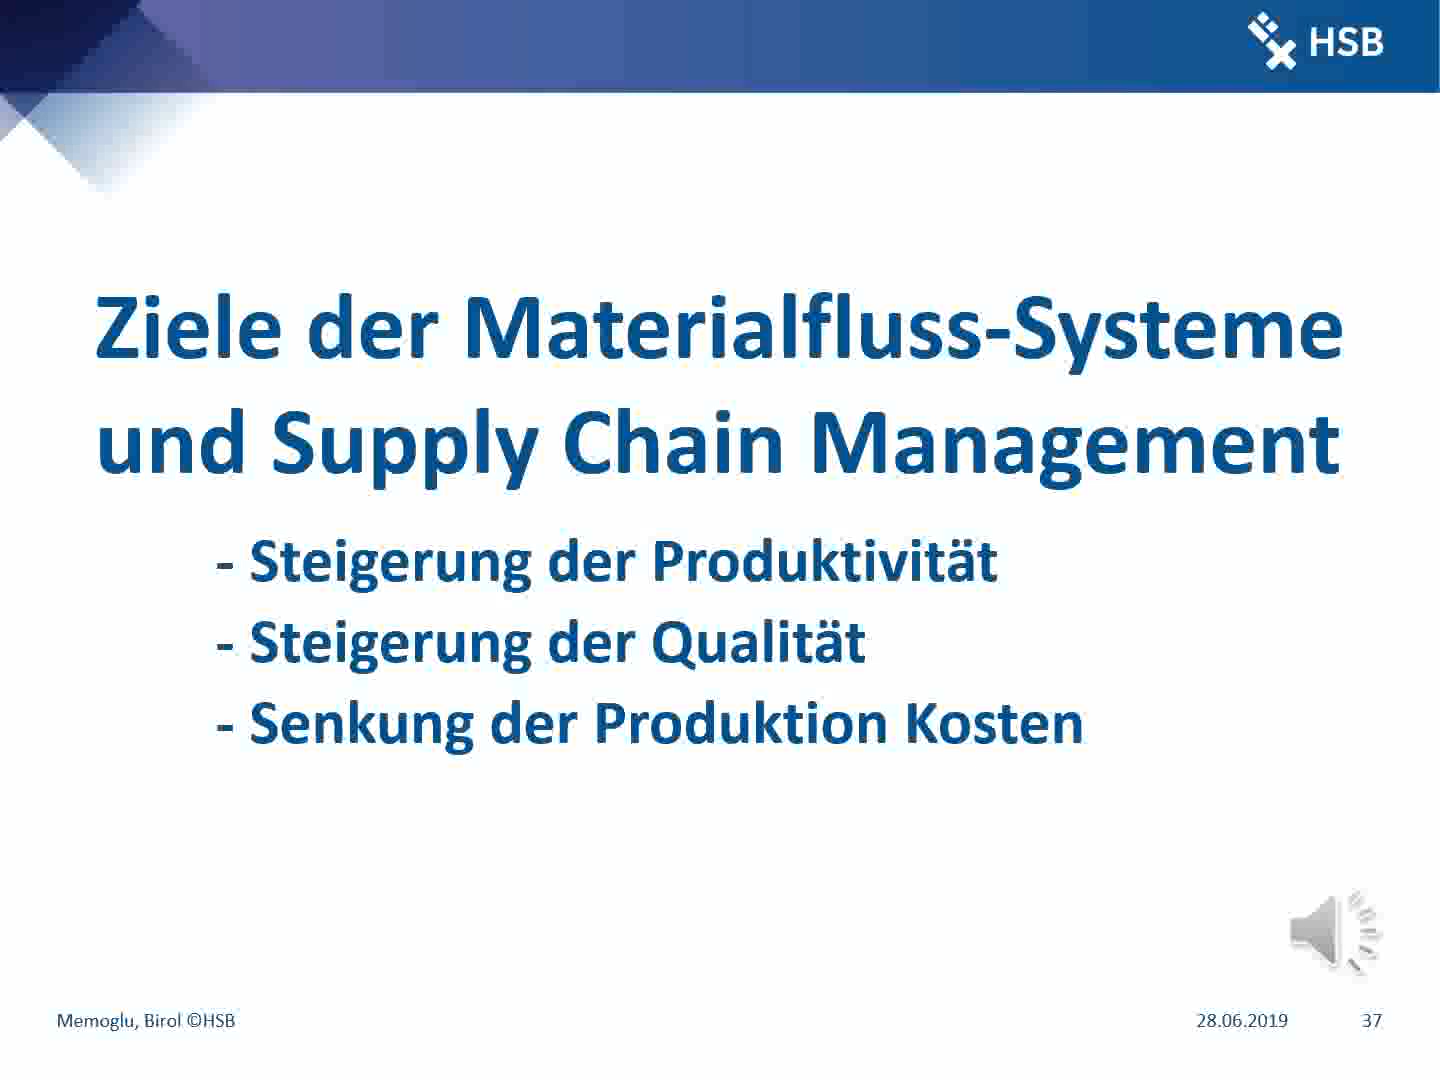 HSB
Ziele der Materialfluss-Systeme
und Supply Chain Management
- Steigerung der Produktivität
- Steigerung der Qualität
- Senkung der Produktion Kosten
Memoglu, Birol ©HSB
28.06.2019
37